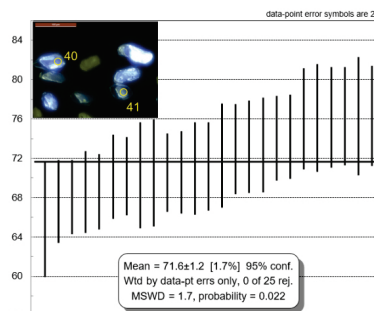 data-point error symbols are 2
84
40
80
41
76
72
68
64
60
Mean = 71.6±1.2 [1.7%] 95% conf.
Wtd by data-pt errs only, 0 of 25 rej.
MSWD = 1.7, probability = 0.022